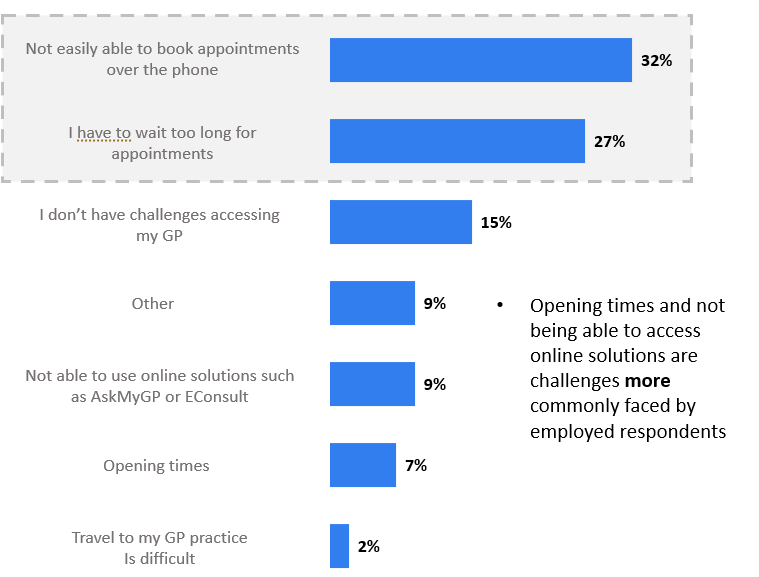 Not easily able to book appointments
over the phone
32%
I have to wait too long for
appointments
27%
I don’t have challenges accessing
my GP
15%
Other
9%
Not able to use online solutions such
as AskMyGP or EConsult
9%
Opening times
7%
Travel to my GP practice
Is difficult
2%
• Opening times and not
being able to access
online solutions are
challenges more
commonly faced by
employed respondents